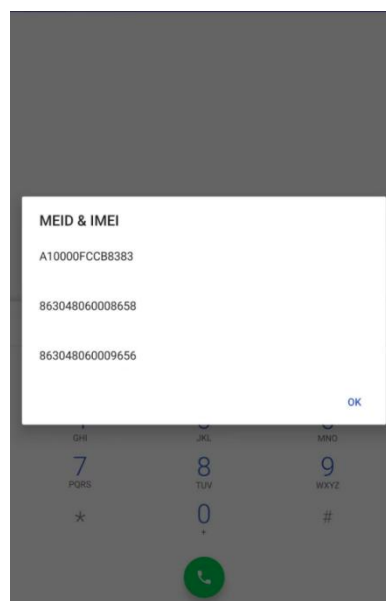 MEID & IMEI
A10000FCCB8383
863048060008658
863048060009656
OK
GHI JKL MNO
7 8 9
PQRS TUV WXYZ
* 0 #
+